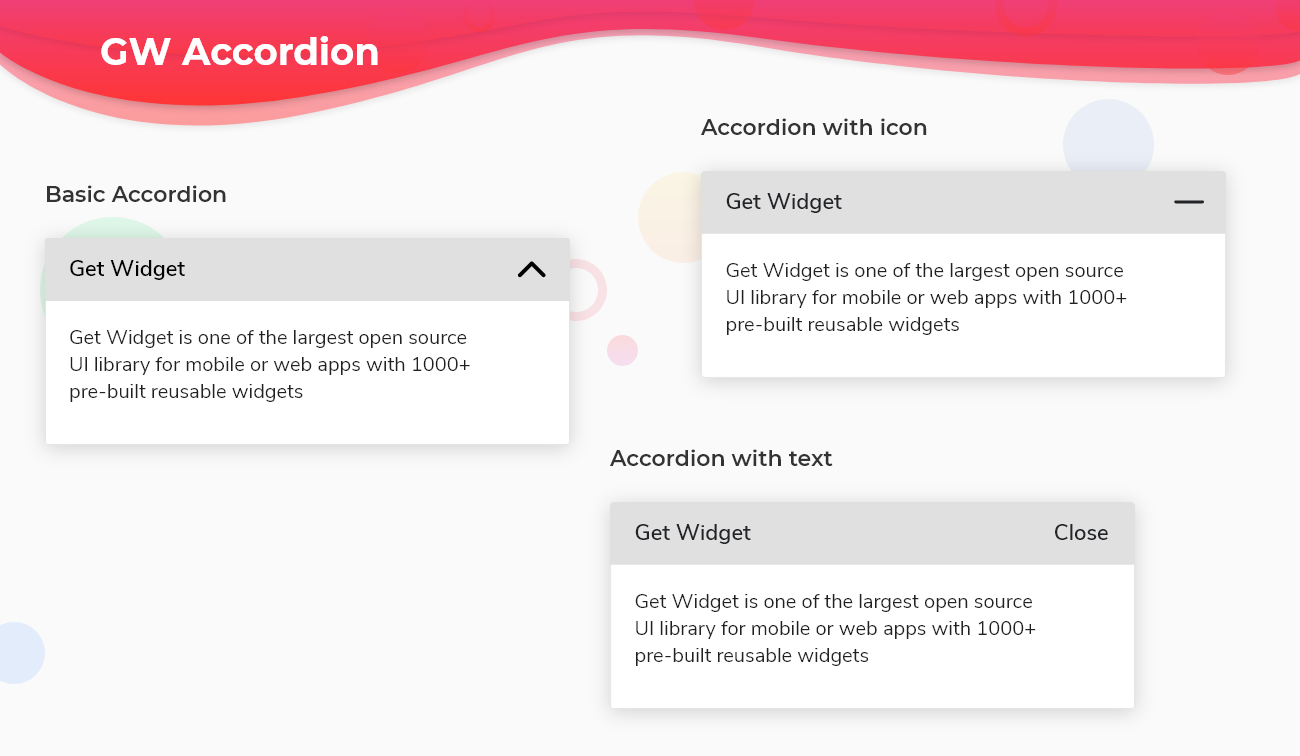 GW Accordion
Basic Accordion
Get Widget
Get Widget is one of the largest open source
UI library for mobile or web apps with 1000+
pre-built reusable widgets
Accordion with icon
Get Widget
Get Widget is one of the largest open source
UI library for mobile or web apps with 1000+
pre-built reusable widgets
Accordion with text
Get Widget Close
Get Widget is one of the largest open source
UI library for mobile or web apps with 1000+
pre-built reusable widgets